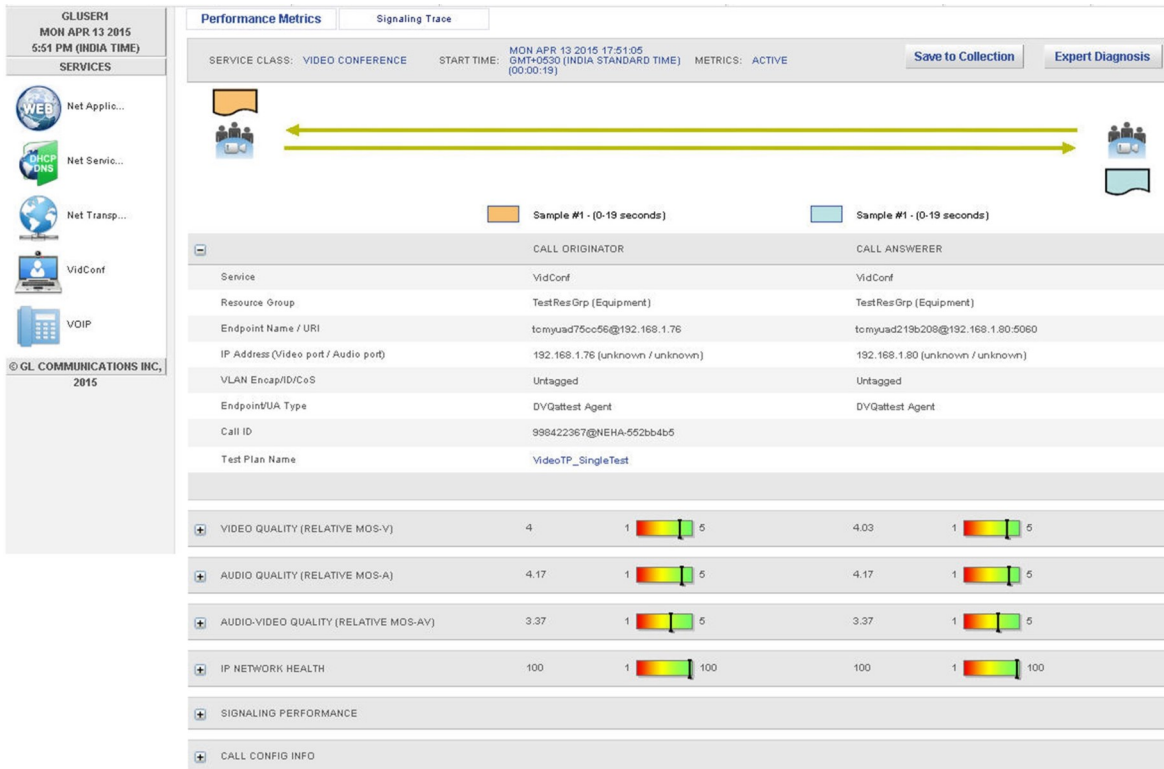 GLUSER1
MON APR 13 2015
5:51 PM (INDIA TIME)
SERVICES
WEB
Net Applic...
DHCP
DNS
Net Servic...
Net Transp...
VidConf
VOIP
© GL COMMUNICATIONS INC,
2015
Performance Metrics
Signaling Trace
SERVICE CLASS: VIDEO CONFERENCE
START TIME: MON APR 13 2015 17:51:05
GMT+0530 (INDIA STANDARD TIME)
(00:00:19)
METRICS: ACTIVE
Save to Collection
Expert Diagnosis
Sample #1 - (0-19 seconds)
Sample #1 - (0-19 seconds)
CALL ORIGINATOR CALL ANSWERER
Service VidConf VidConf
Resource Group TestResGrp (Equipment) TestResGrp (Equipment)
Endpoint Name / URI tcmyuad75cc56@192.168.1.76 tcmyuad219b208@192.168.1.80:5060
IP Address (Video port / Audio port) 192.168.1.76 (unknown / unknown) 192.168.1.80 (unknown / unknown)
VLAN Encap/ID/CoS Untagged Untagged
Endpoint/UA Type DVQattest Agent DVQattest Agent
Call ID 998422367@NEHA-552bb4b5
Test Plan Name VideoTP_SingleTest
VIDEO QUALITY (RELATIVE MOS-V) 4 1 5 4.03 1 5
AUDIO QUALITY (RELATIVE MOS-A) 4.17 1 5 4.17 1 5
AUDIO-VIDEO QUALITY (RELATIVE MOS-AV) 3.37 1 5 3.37 1 5
IP NETWORK HEALTH 100 1 100 100 1 100
SIGNALING PERFORMANCE
CALL CONFIG INFO